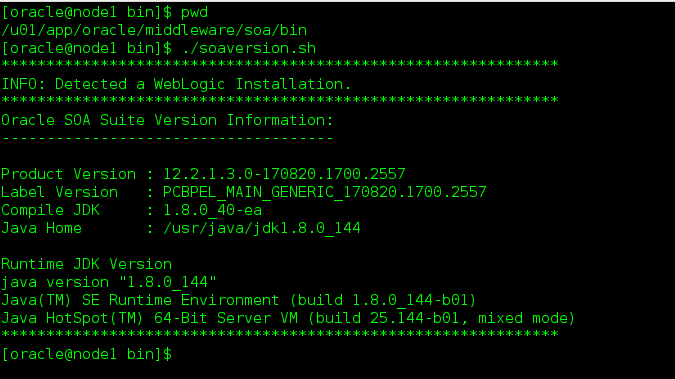 [oracle@node1 bin]$ pwd
/u01/app/oracle/middleware/soa/bin
[oracle@node1 bin]$ ./soaversion.sh
**************************************************************
INFO: Detected a WebLogic Installation.
**************************************************************
Oracle SOA Suite Version Information:
-------------------------------------
Product Version : 12.2.1.3.0-170820.1700.2557
Label Version   : PCBPEL_MAIN_GENERIC_170820.1700.2557
Compile JDK     : 1.8.0_40-ea
Java Home       : /usr/java/jdk1.8.0_144
Runtime JDK Version
java version "1.8.0_144"
Java(TM) SE Runtime Environment (build 1.8.0_144-b01)
Java HotSpot(TM) 64-Bit Server VM (build 25.144-b01, mixed mode)
**************************************************************
[oracle@node1 bin]$